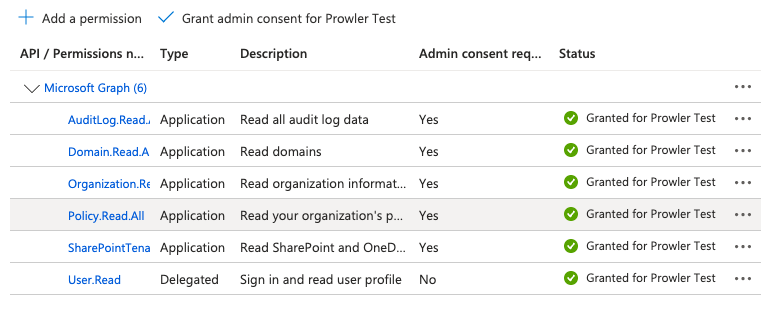 Add a permission Grant admin consent for Prowler Test
API / Permissions n... Type Description Admin consent req... Status
Microsoft Graph (6)
AuditLog.Read. Application Read all audit log data Yes Granted for Prowler Test
Domain.Read.A Application Read domains Yes Granted for Prowler Test
Organization.Re Application Read organization informat... Yes Granted for Prowler Test
Policy.Read.All Application Read your organization's p... Yes Granted for Prowler Test
SharePointTena Application Read SharePoint and OneD... Yes Granted for Prowler Test
User.Read Delegated Sign in and read user profile No Granted for Prowler Test